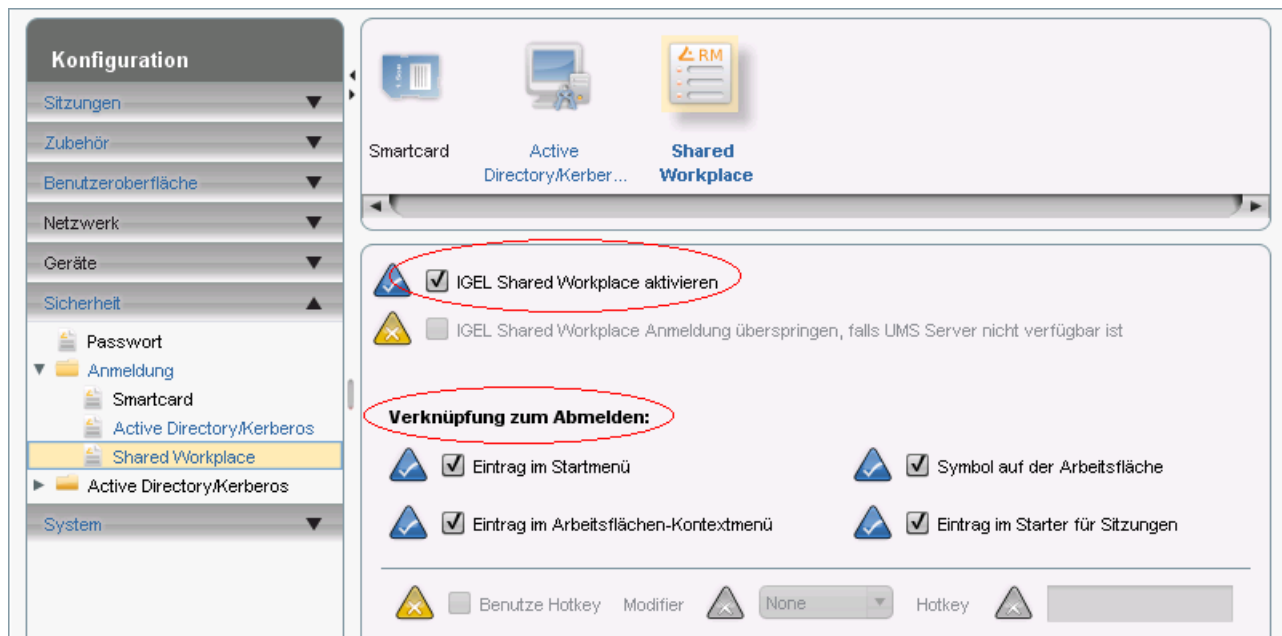 Konfiguration
Sitzungen
Zubehör
Benutzeroberfläche
Netzwerk
Geräte
Sicherheit
Passwort
Anmeldung
Smartcard
Active Directory/Kerberos
Shared Workplace
Active Directory/Kerberos
System
RM
Smartcard
Active
Directory/Kerber...
Shared
Workplace
IGEL Shared Workplace aktivieren
IGEL Shared Workplace Anmeldung überspringen, falls UMS Server nicht verfügbar ist
Verknüpfung zum Abmelden:
Eintrag im Startmenü Symbol auf der Arbeitsfläche
Eintrag im Arbeitsflächen-Kontextmenü Eintrag im Starter für Sitzungen
Benutze Hotkey Modifier None Hotkey